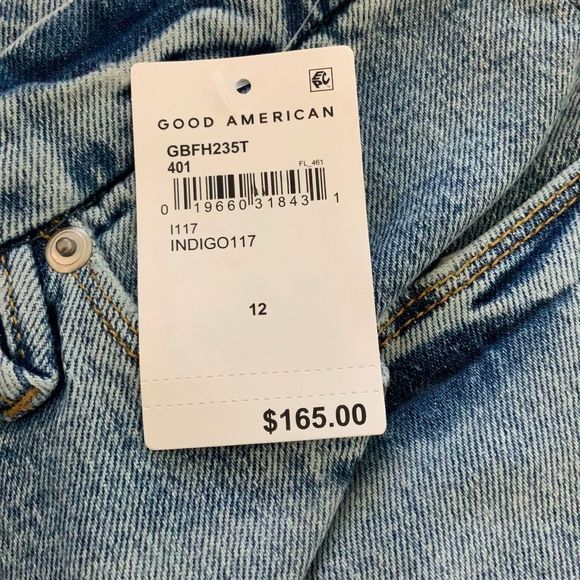 GOOD AMERICAN
GBFH235T
401
FL_461
0 19660 31843 1
I117
INDIGO117
12
$165.00